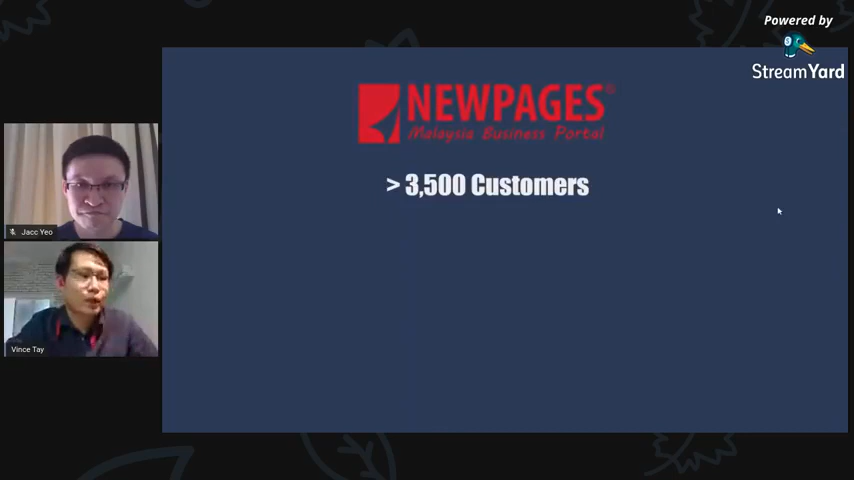 Powered by
StreamYard
NEWPAGES®
Malaysia Business Portal
> 3,500 Customers
Jacc Yeo
Vince Tay